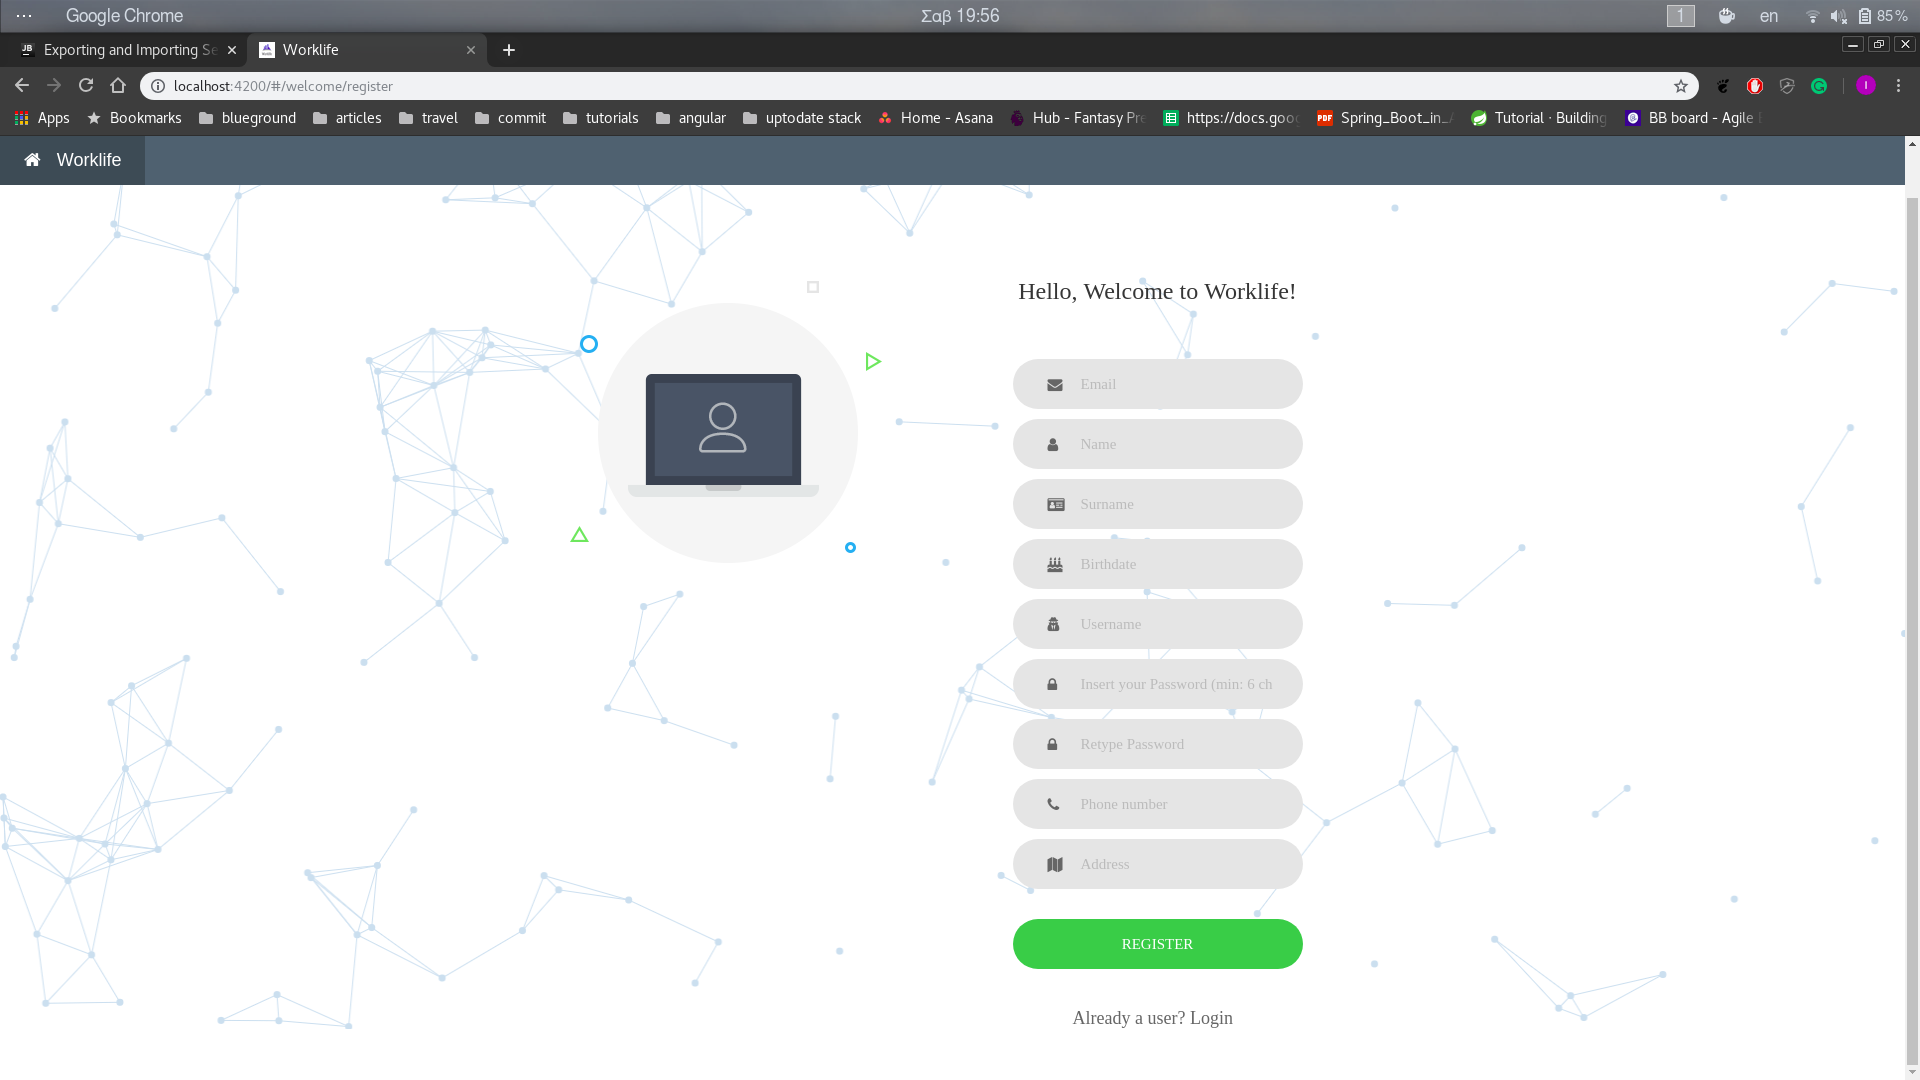 Google Chrome
Σαβ 19:56
1
en
85%
Exporting and Importing Se
Worklife
localhost:4200/#/welcome/register
Apps
Bookmarks
blueground
articles
travel
commit
tutorials
angular
uptodate stack
Home - Asana
Hub - Fantasy Pre
https://docs.goog
Spring_Boot_in_A
Tutorial · Building
BB board - Agile
Worklife
Hello, Welcome to Worklife!
Email
Name
Surname
Birthdate
Username
Insert your Password (min: 6 ch
Retype Password
Phone number
Address
REGISTER
Already a user? Login